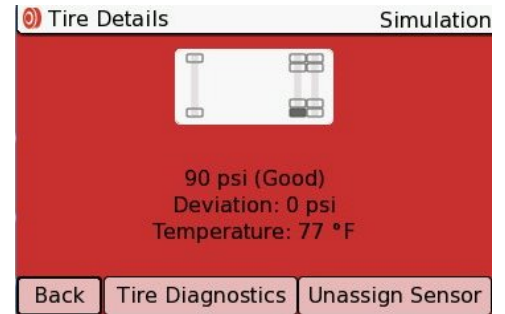 Tire Details
Simulation
90 psi (Good)
Deviation: 0 psi
Temperature: 77 °F
Back
Tire Diagnostics
Unassign Sensor